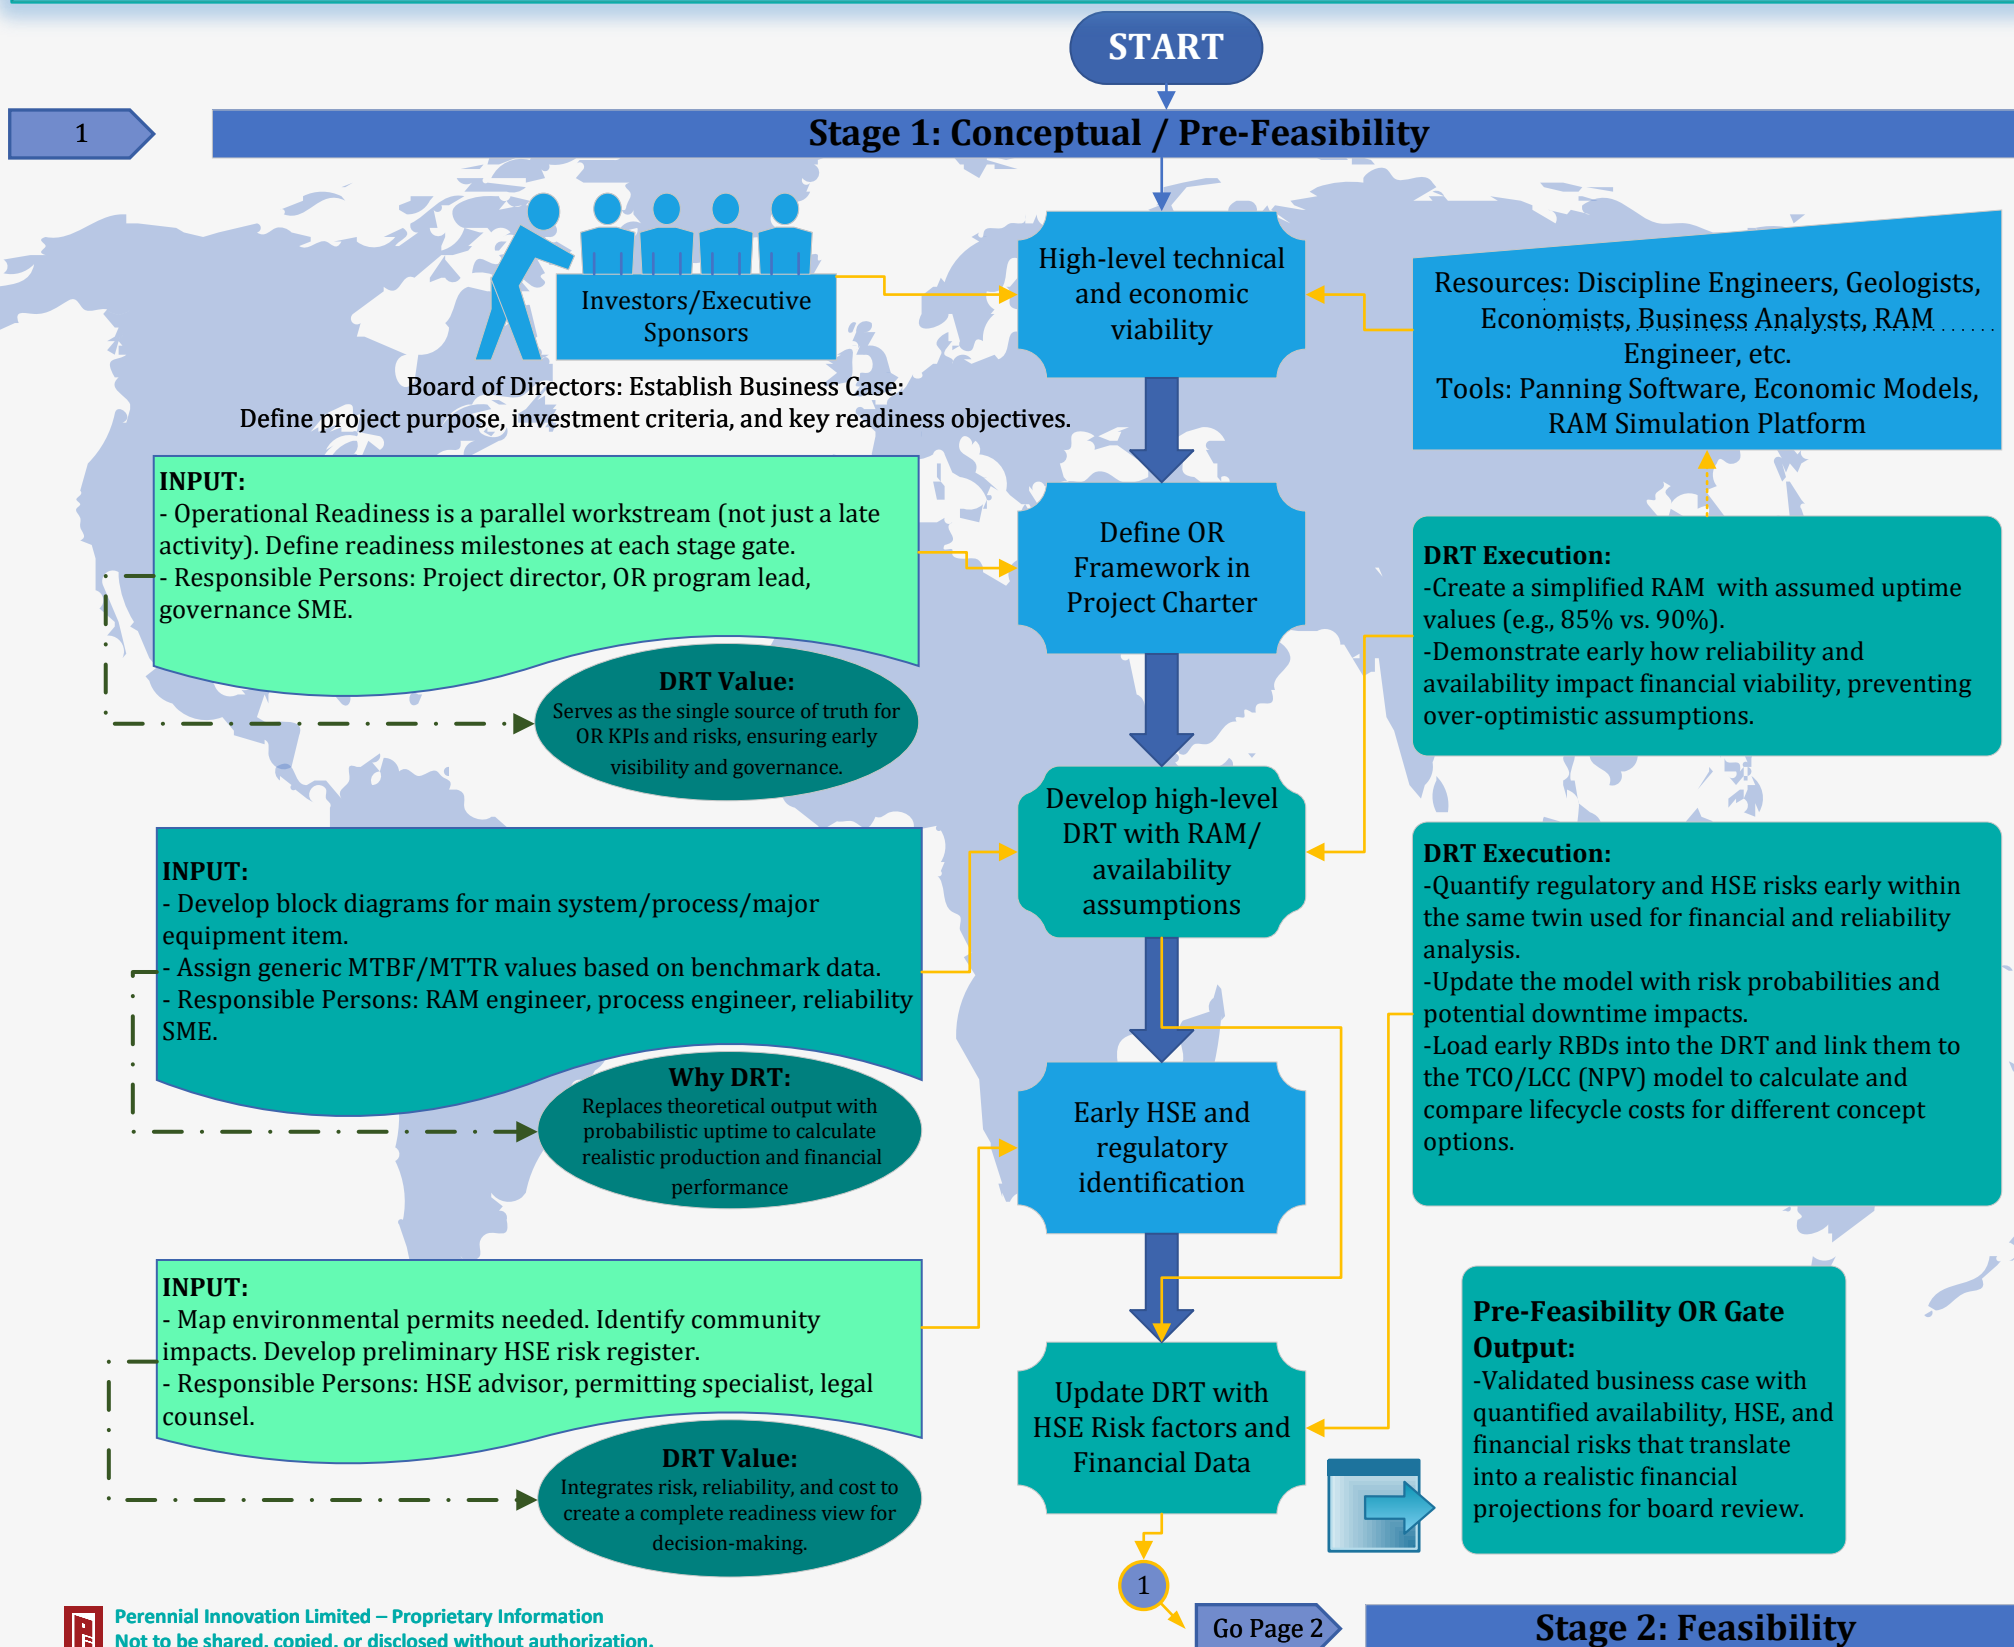 START
1
Stage 1: Conceptual / Pre-Feasibility
Investors/Executive
Sponsors
Board of Directors: Establish Business Case:
Define project purpose, investment criteria, and key readiness objectives.
High-level technical
and economic
viability
Resources: Discipline Engineers, Geologists,
Economists, Business Analysts, RAM
Engineer, etc.
Tools: Panning Software, Economic Models,
RAM Simulation Platform
INPUT:
- Operational Readiness is a parallel workstream (not just a late
activity). Define readiness milestones at each stage gate.
- Responsible Persons: Project director, OR program lead,
governance SME.
DRT Value:
Serves as the single source of truth for
OR KPIs and risks, ensuring early
visibility and governance.
Define OR
Framework in
Project Charter
DRT Execution:
-Create a simplified RAM  with assumed uptime
values (e.g., 85% vs. 90%).
-Demonstrate early how reliability and
availability impact financial viability, preventing
over-optimistic assumptions.
INPUT:
- Develop block diagrams for main system/process/major
equipment item.
- Assign generic MTBF/MTTR values based on benchmark data.
- Responsible Persons: RAM engineer, process engineer, reliability
SME.
Why DRT:
Replaces theoretical output with
probabilistic uptime to calculate
realistic production and financial
performance
Develop high-level
DRT with RAM/
availability
assumptions
DRT Execution:
-Quantify regulatory and HSE risks early within
the same twin used for financial and reliability
analysis.
-Update the model with risk probabilities and
potential downtime impacts.
-Load early RBDs into the DRT and link them to
the TCO/LCC (NPV) model to calculate and
compare lifecycle costs for different concept
options.
Early HSE and
regulatory
identification
INPUT:
- Map environmental permits needed. Identify community
impacts. Develop preliminary HSE risk register.
- Responsible Persons: HSE advisor, permitting specialist, legal
counsel.
DRT Value:
Integrates risk, reliability, and cost to
create a complete readiness view for
decision-making.
Update DRT with
HSE Risk factors and
Financial Data
Pre-Feasibility OR Gate
Output:
-Validated business case with
quantified availability, HSE, and
financial risks that translate
into a realistic financial
projections for board review.
1
Go Page 2
Stage 2: Feasibility
Perennial Innovation Limited – Proprietary Information
Not to be shared, copied, or disclosed without authorization.